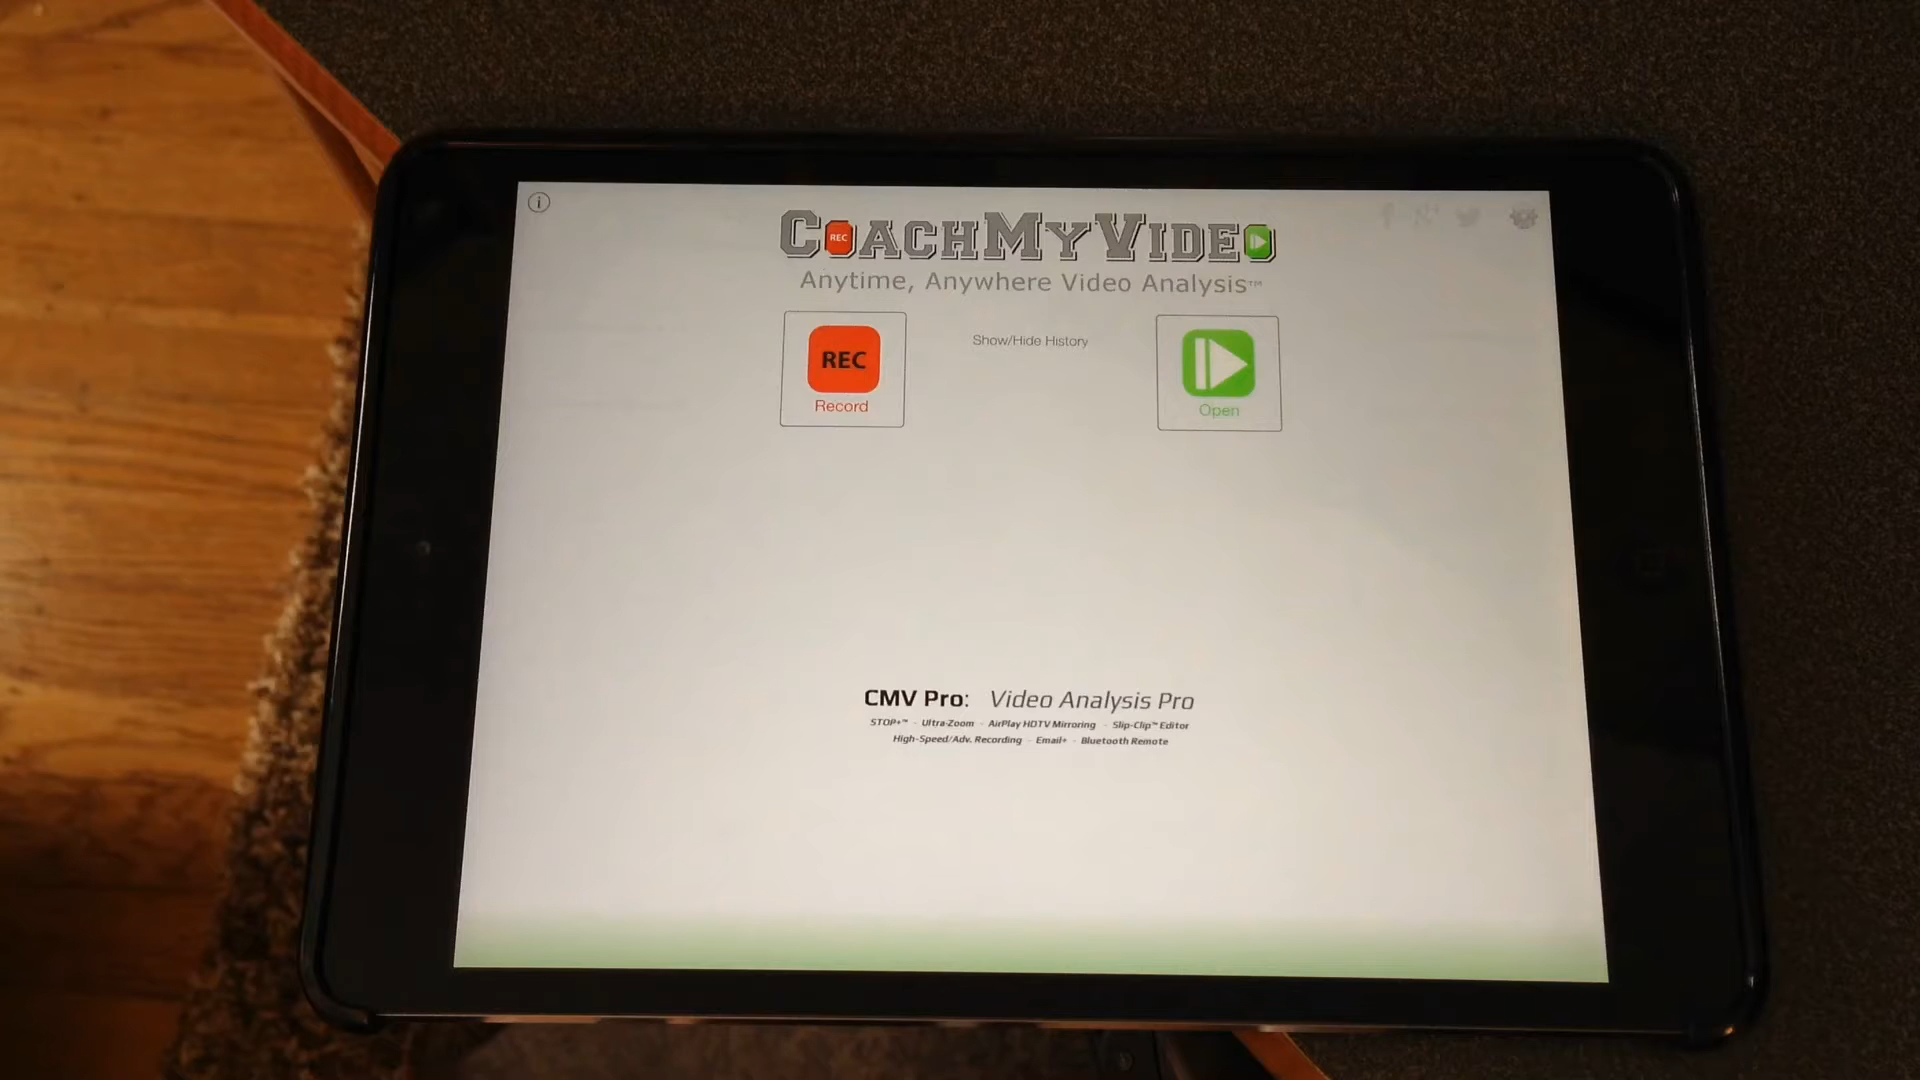 CoachMyVideo
REC
Anytime, Anywhere Video Analysis™
REC
Record
Show/Hide History
Open
CMV Pro: Video Analysis Pro
STOP+™ - Ultra-Zoom - AirPlay HDTV Mirroring - Slip-Clip™ Editor
High-Speed/Adv. Recording - Email+ - Bluetooth Remote